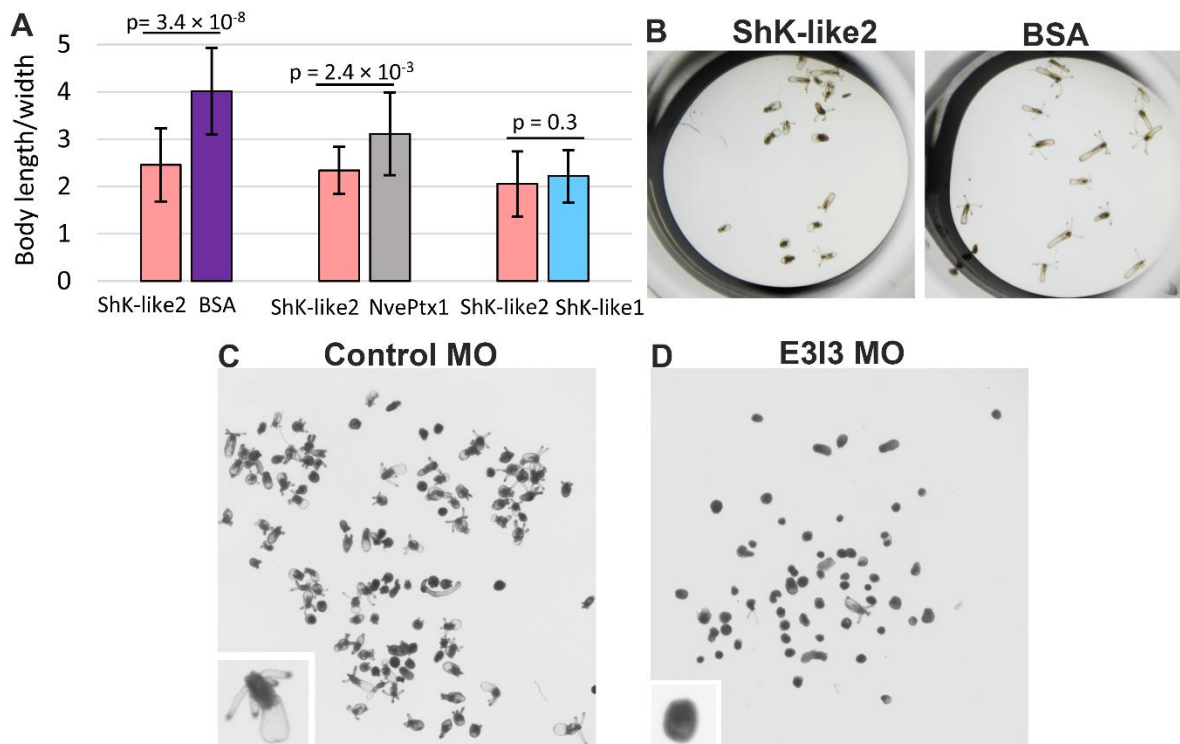 A
p= 3.4 × 10⁻⁸
p = 2.4 × 10⁻³
p = 0.3
5
4
3
2
1
0
Body length/width
ShK-like2 BSA
ShK-like2 NvePtx1
ShK-like2 ShK-like1
B
ShK-like2
BSA
C
Control MO
D
E3I3 MO